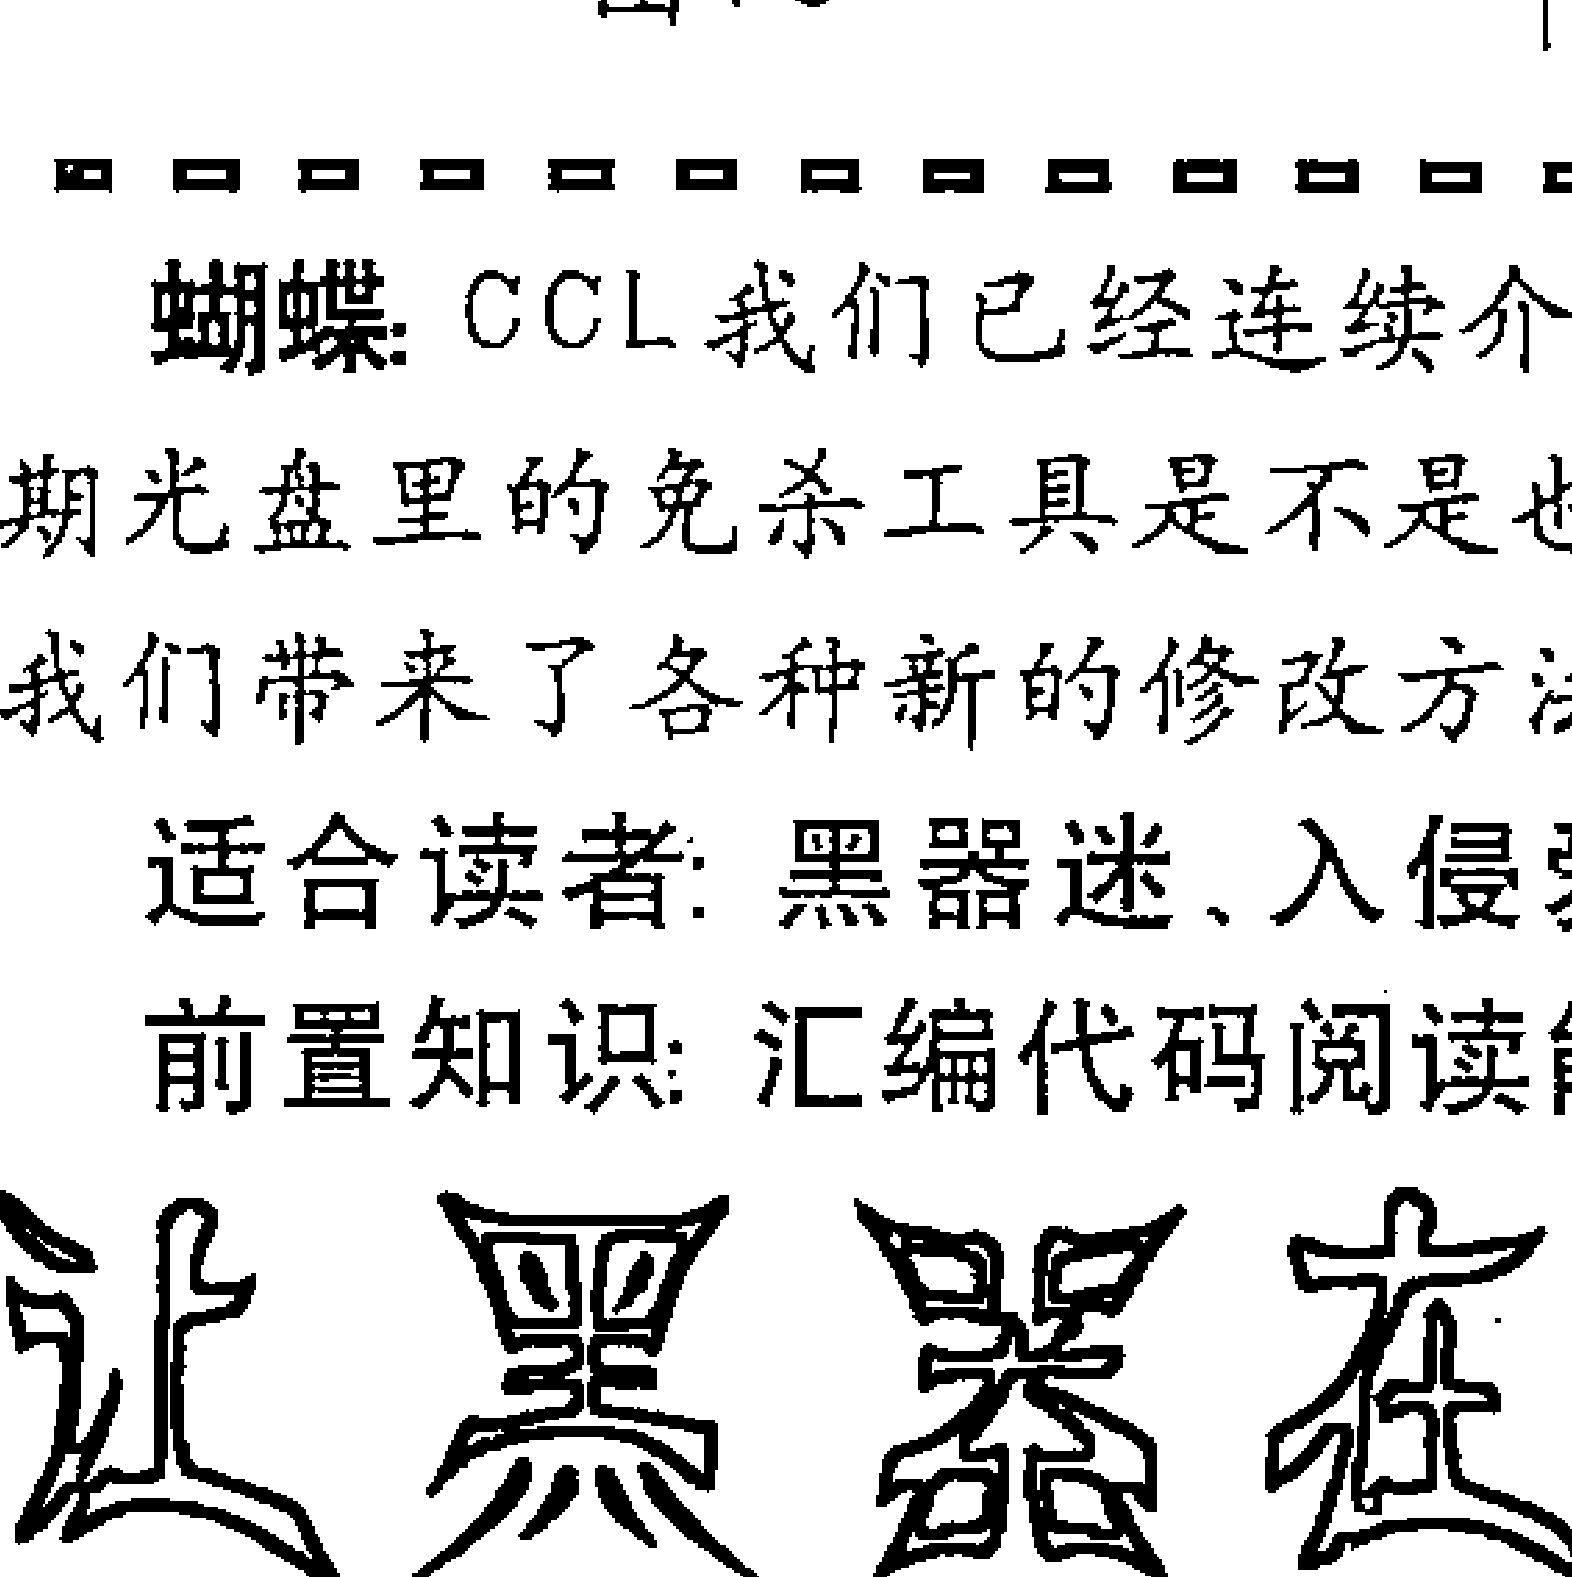 蝴蝶: CCL我们已经连续介
期光盘里的免杀工具是不是也
我们带来了各种新的修改方法
适合读者: 黑器迷、入侵
前置知识: 汇编代码阅读
让黑器在